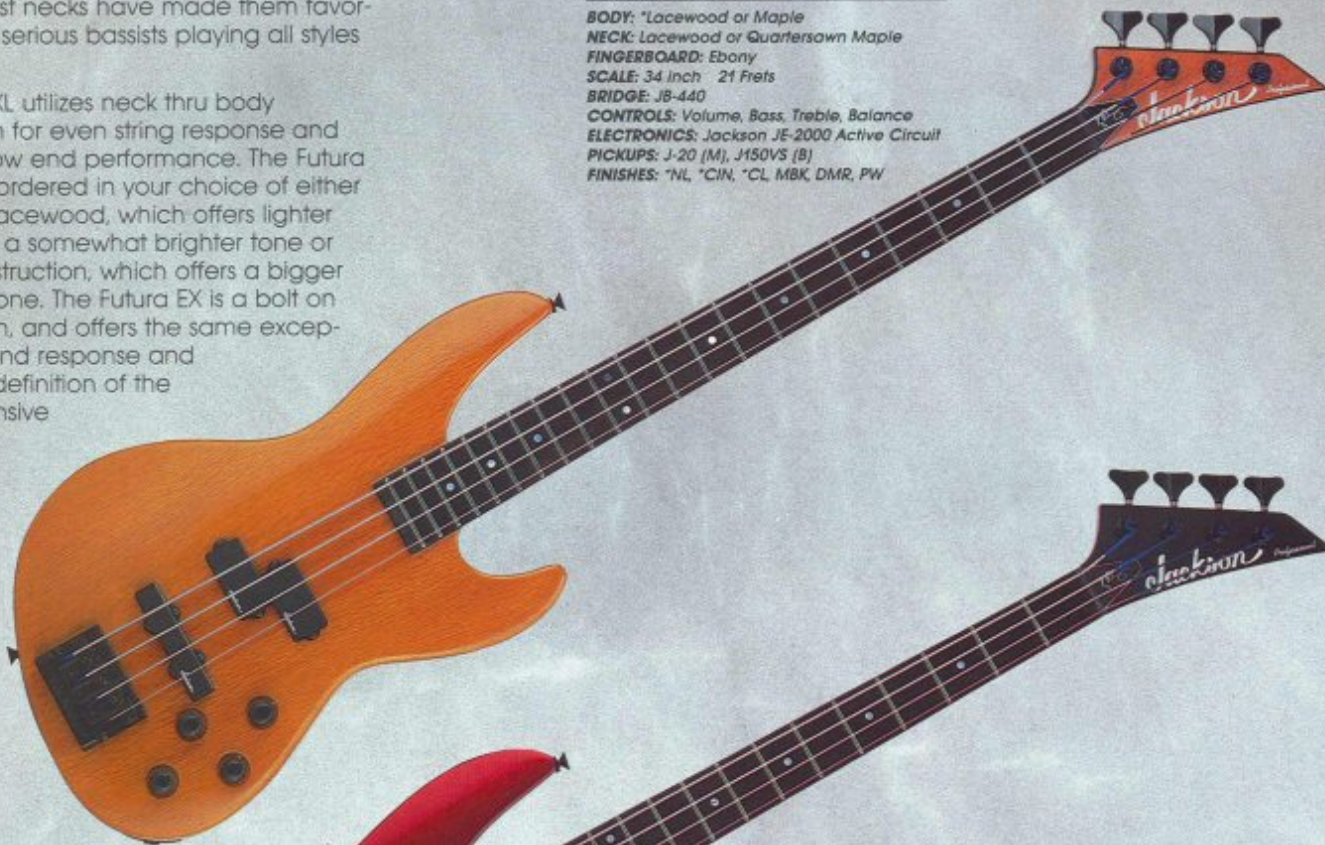 st necks have made them favor-
serious bassists playing all styles
KL utilizes neck thru body
n for even string response and
ow end performance. The Futura
ordered in your choice of either
acewood, which offers lighter
a somewhat brighter tone or
struction, which offers a bigger
one. The Futura EX is a bolt on
n, and offers the same excep-
nd response and
definition of the
nsive
BODY: *Lacewood or Maple
NECK: Lacewood or Quartersawn Maple
FINGERBOARD: Ebony
SCALE: 34 inch 21 Frets
BRIDGE: JB-440
CONTROLS: Volume, Bass, Treble, Balance
ELECTRONICS: Jackson JE-2000 Active Circuit
PICKUPS: J-20 (M), J150VS (B)
FINISHES: *NL, *CIN, *CL, MBK, DMR, PW
Jackson Professional
Jackson Professional